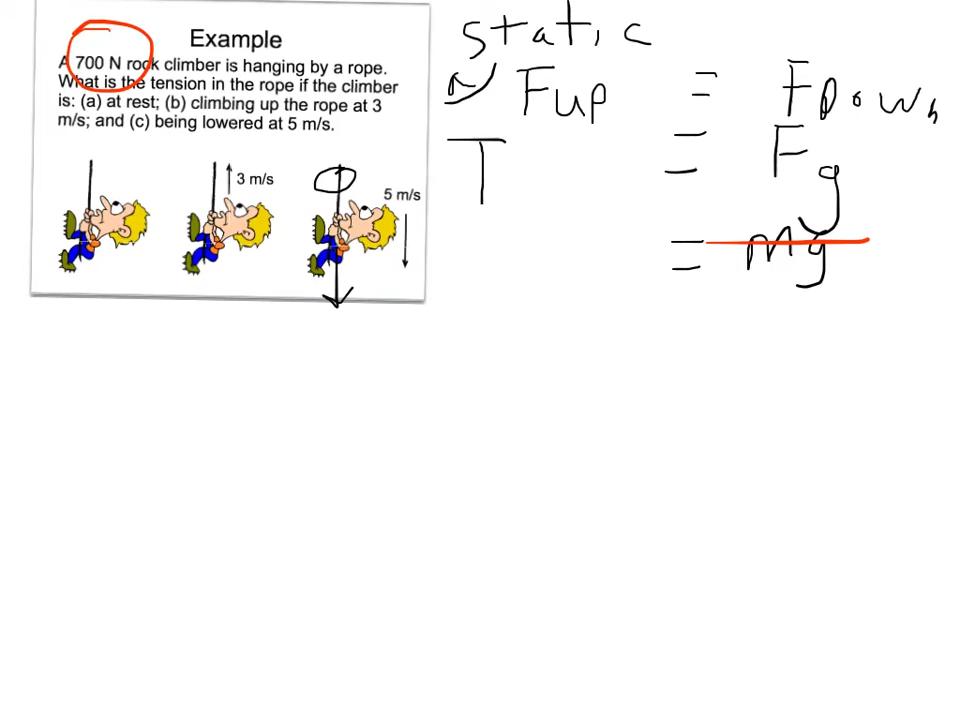 Example
A 700 N rock climber is hanging by a rope.
What is the tension in the rope if the climber
is: (a) at rest; (b) climbing up the rope at 3
m/s; and (c) being lowered at 5 m/s.
3 m/s
5 m/s
static
a) Fup = Fdown
T = Fg
= mg